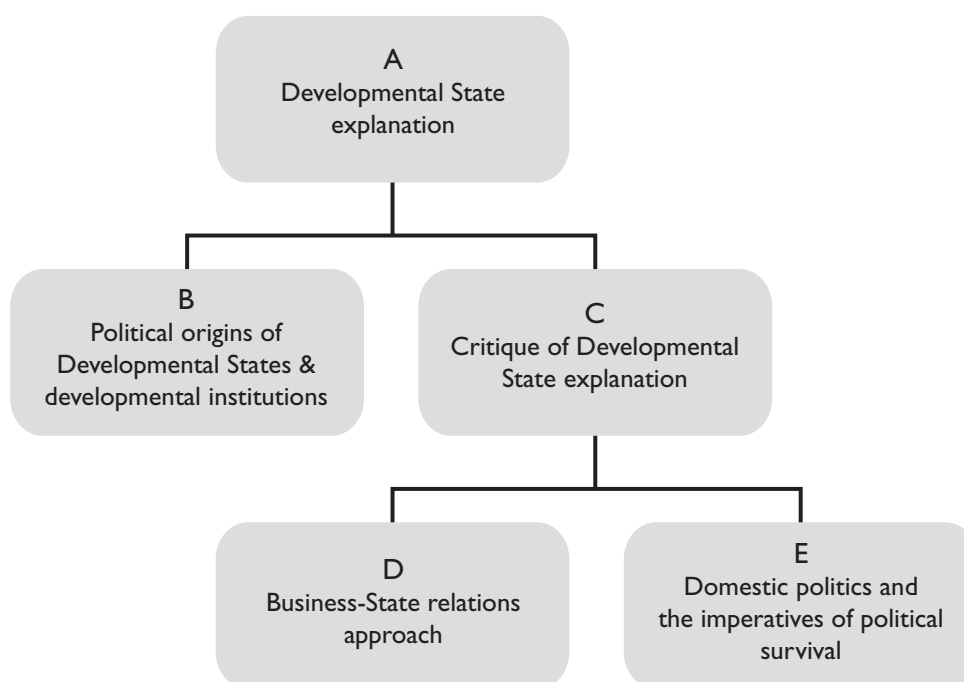 A
Developmental State
explanation
B
Political origins of
Developmental States &
developmental institutions
C
Critique of Developmental
State explanation
D
Business-State relations
approach
E
Domestic politics and
the imperatives of political
survival